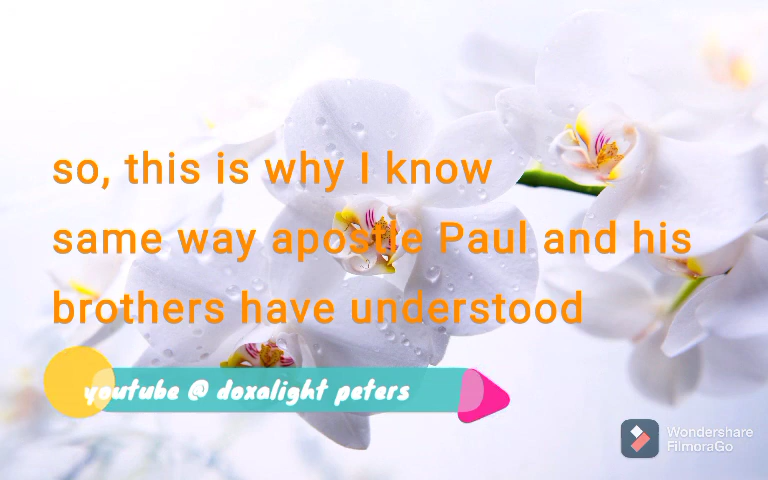 so, this is why I know
same way apostle Paul and his
brothers have understood
youtube @ doxalight peters
Wondershare
FilmoraGo